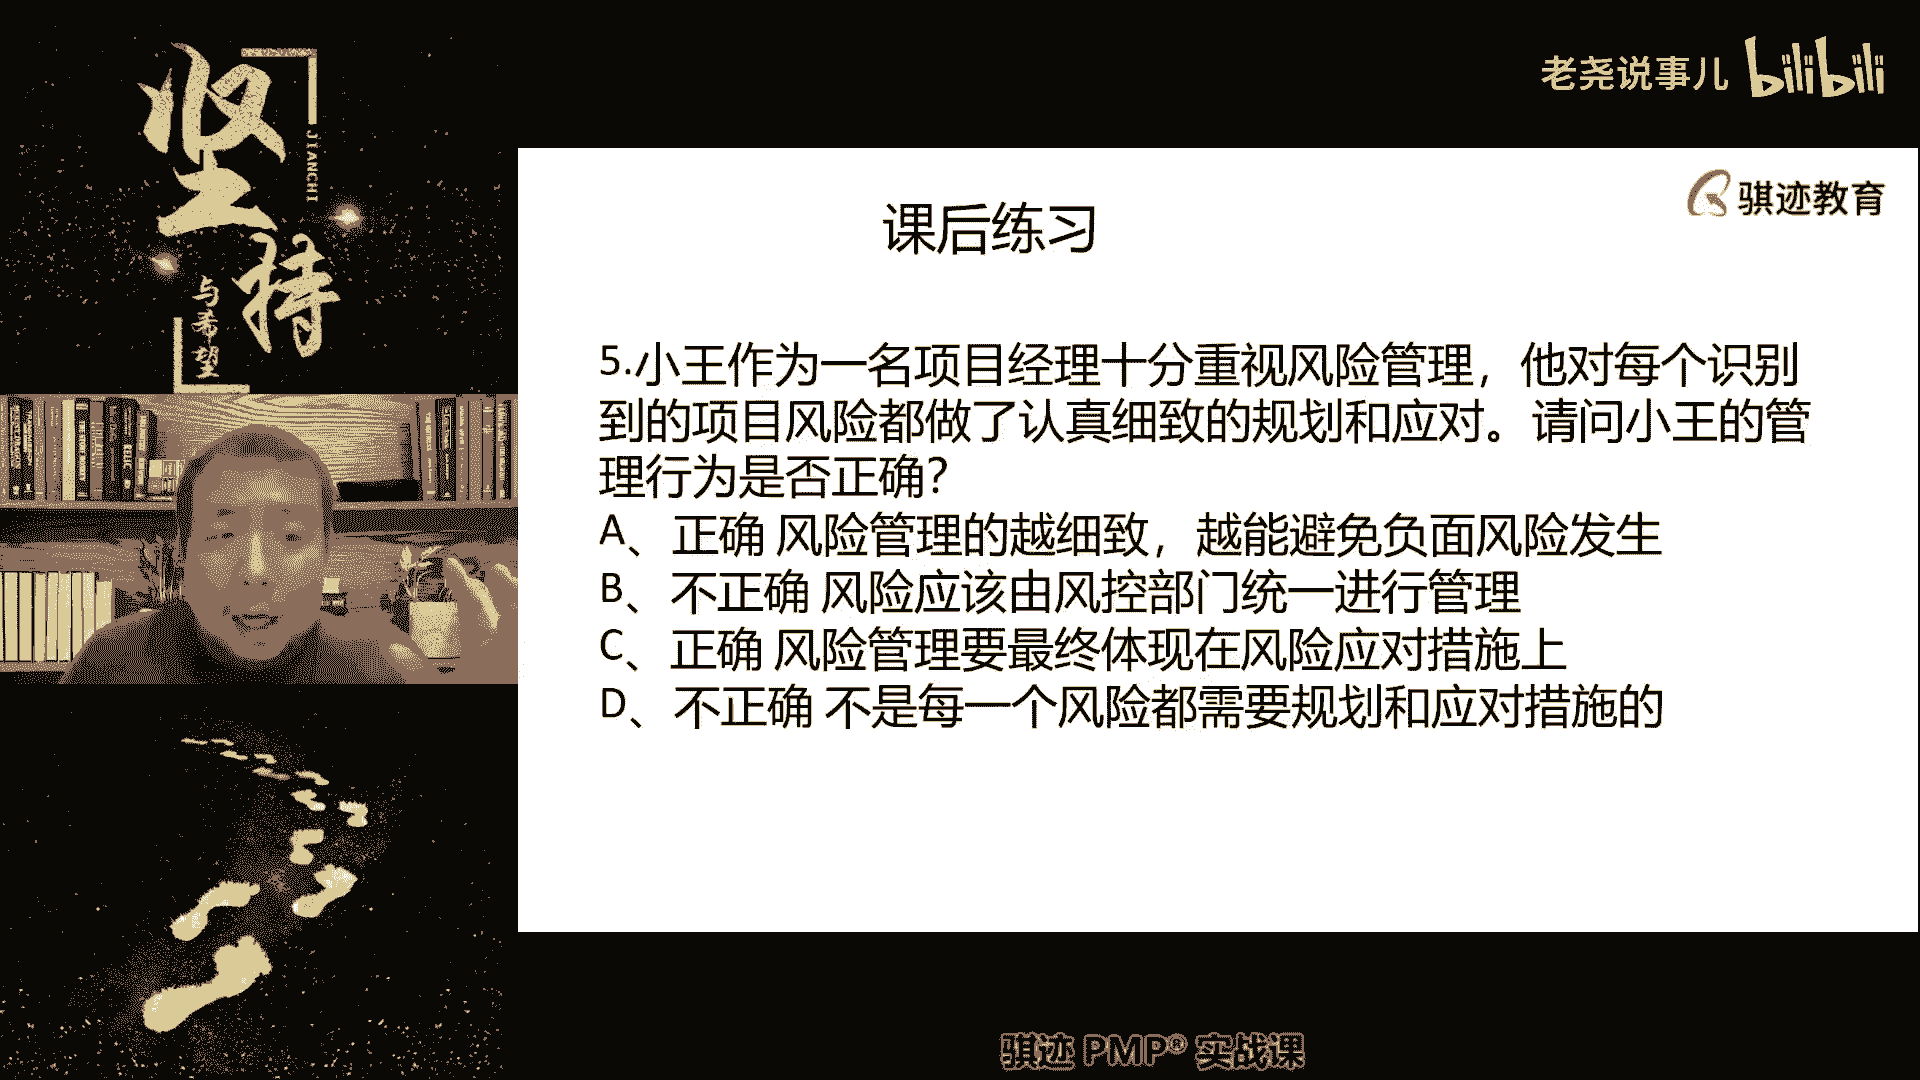 坚持
JIANCHI
与希望
老尧说事儿 bilibili
骐迹教育
课后练习
5.小王作为一名项目经理十分重视风险管理，他对每个识别
到的项目风险都做了认真细致的规划和应对。请问小王的管
理行为是否正确？
A、正确 风险管理的越细致，越能避免负面风险发生
B、不正确 风险应该由风控部门统一进行管理
C、正确 风险管理要最终体现在风险应对措施上
D、不正确 不是每一个风险都需要规划和应对措施的
骐迹 PMP® 实战课